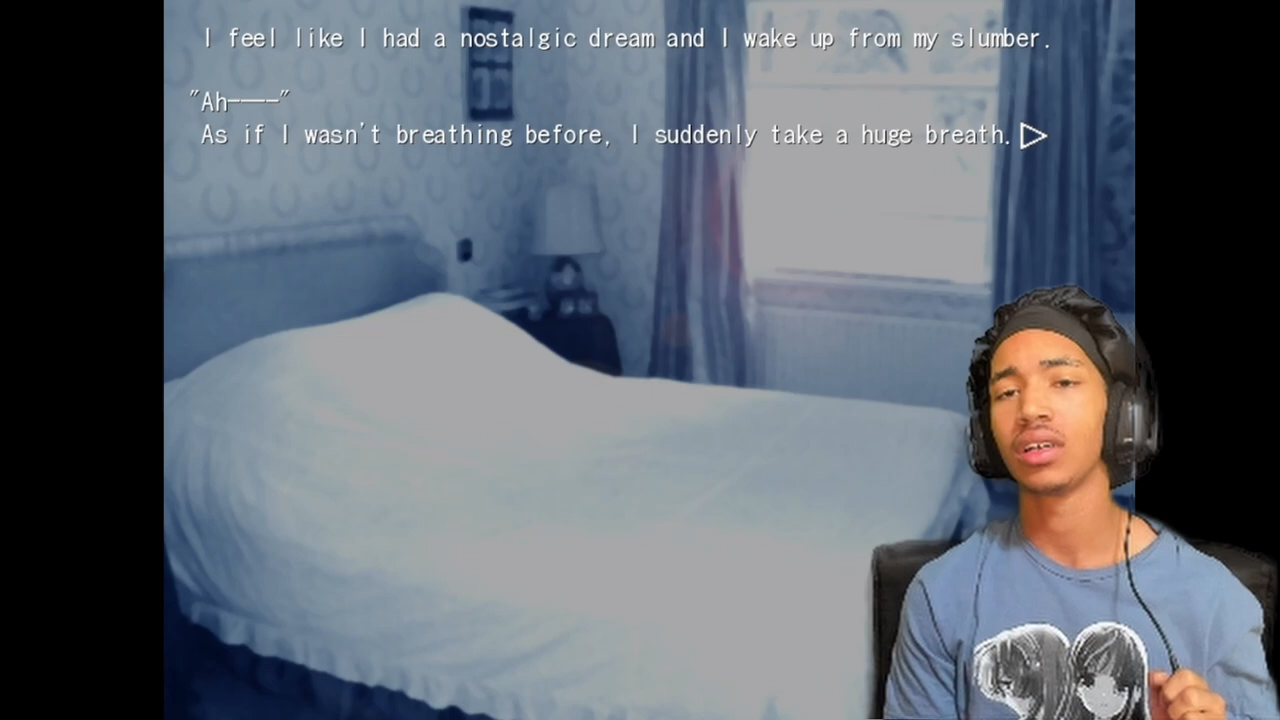 I feel like I had a nostalgic dream and I wake up from my slumber.
"Ah―――"
As if I wasn't breathing before, I suddenly take a huge breath.